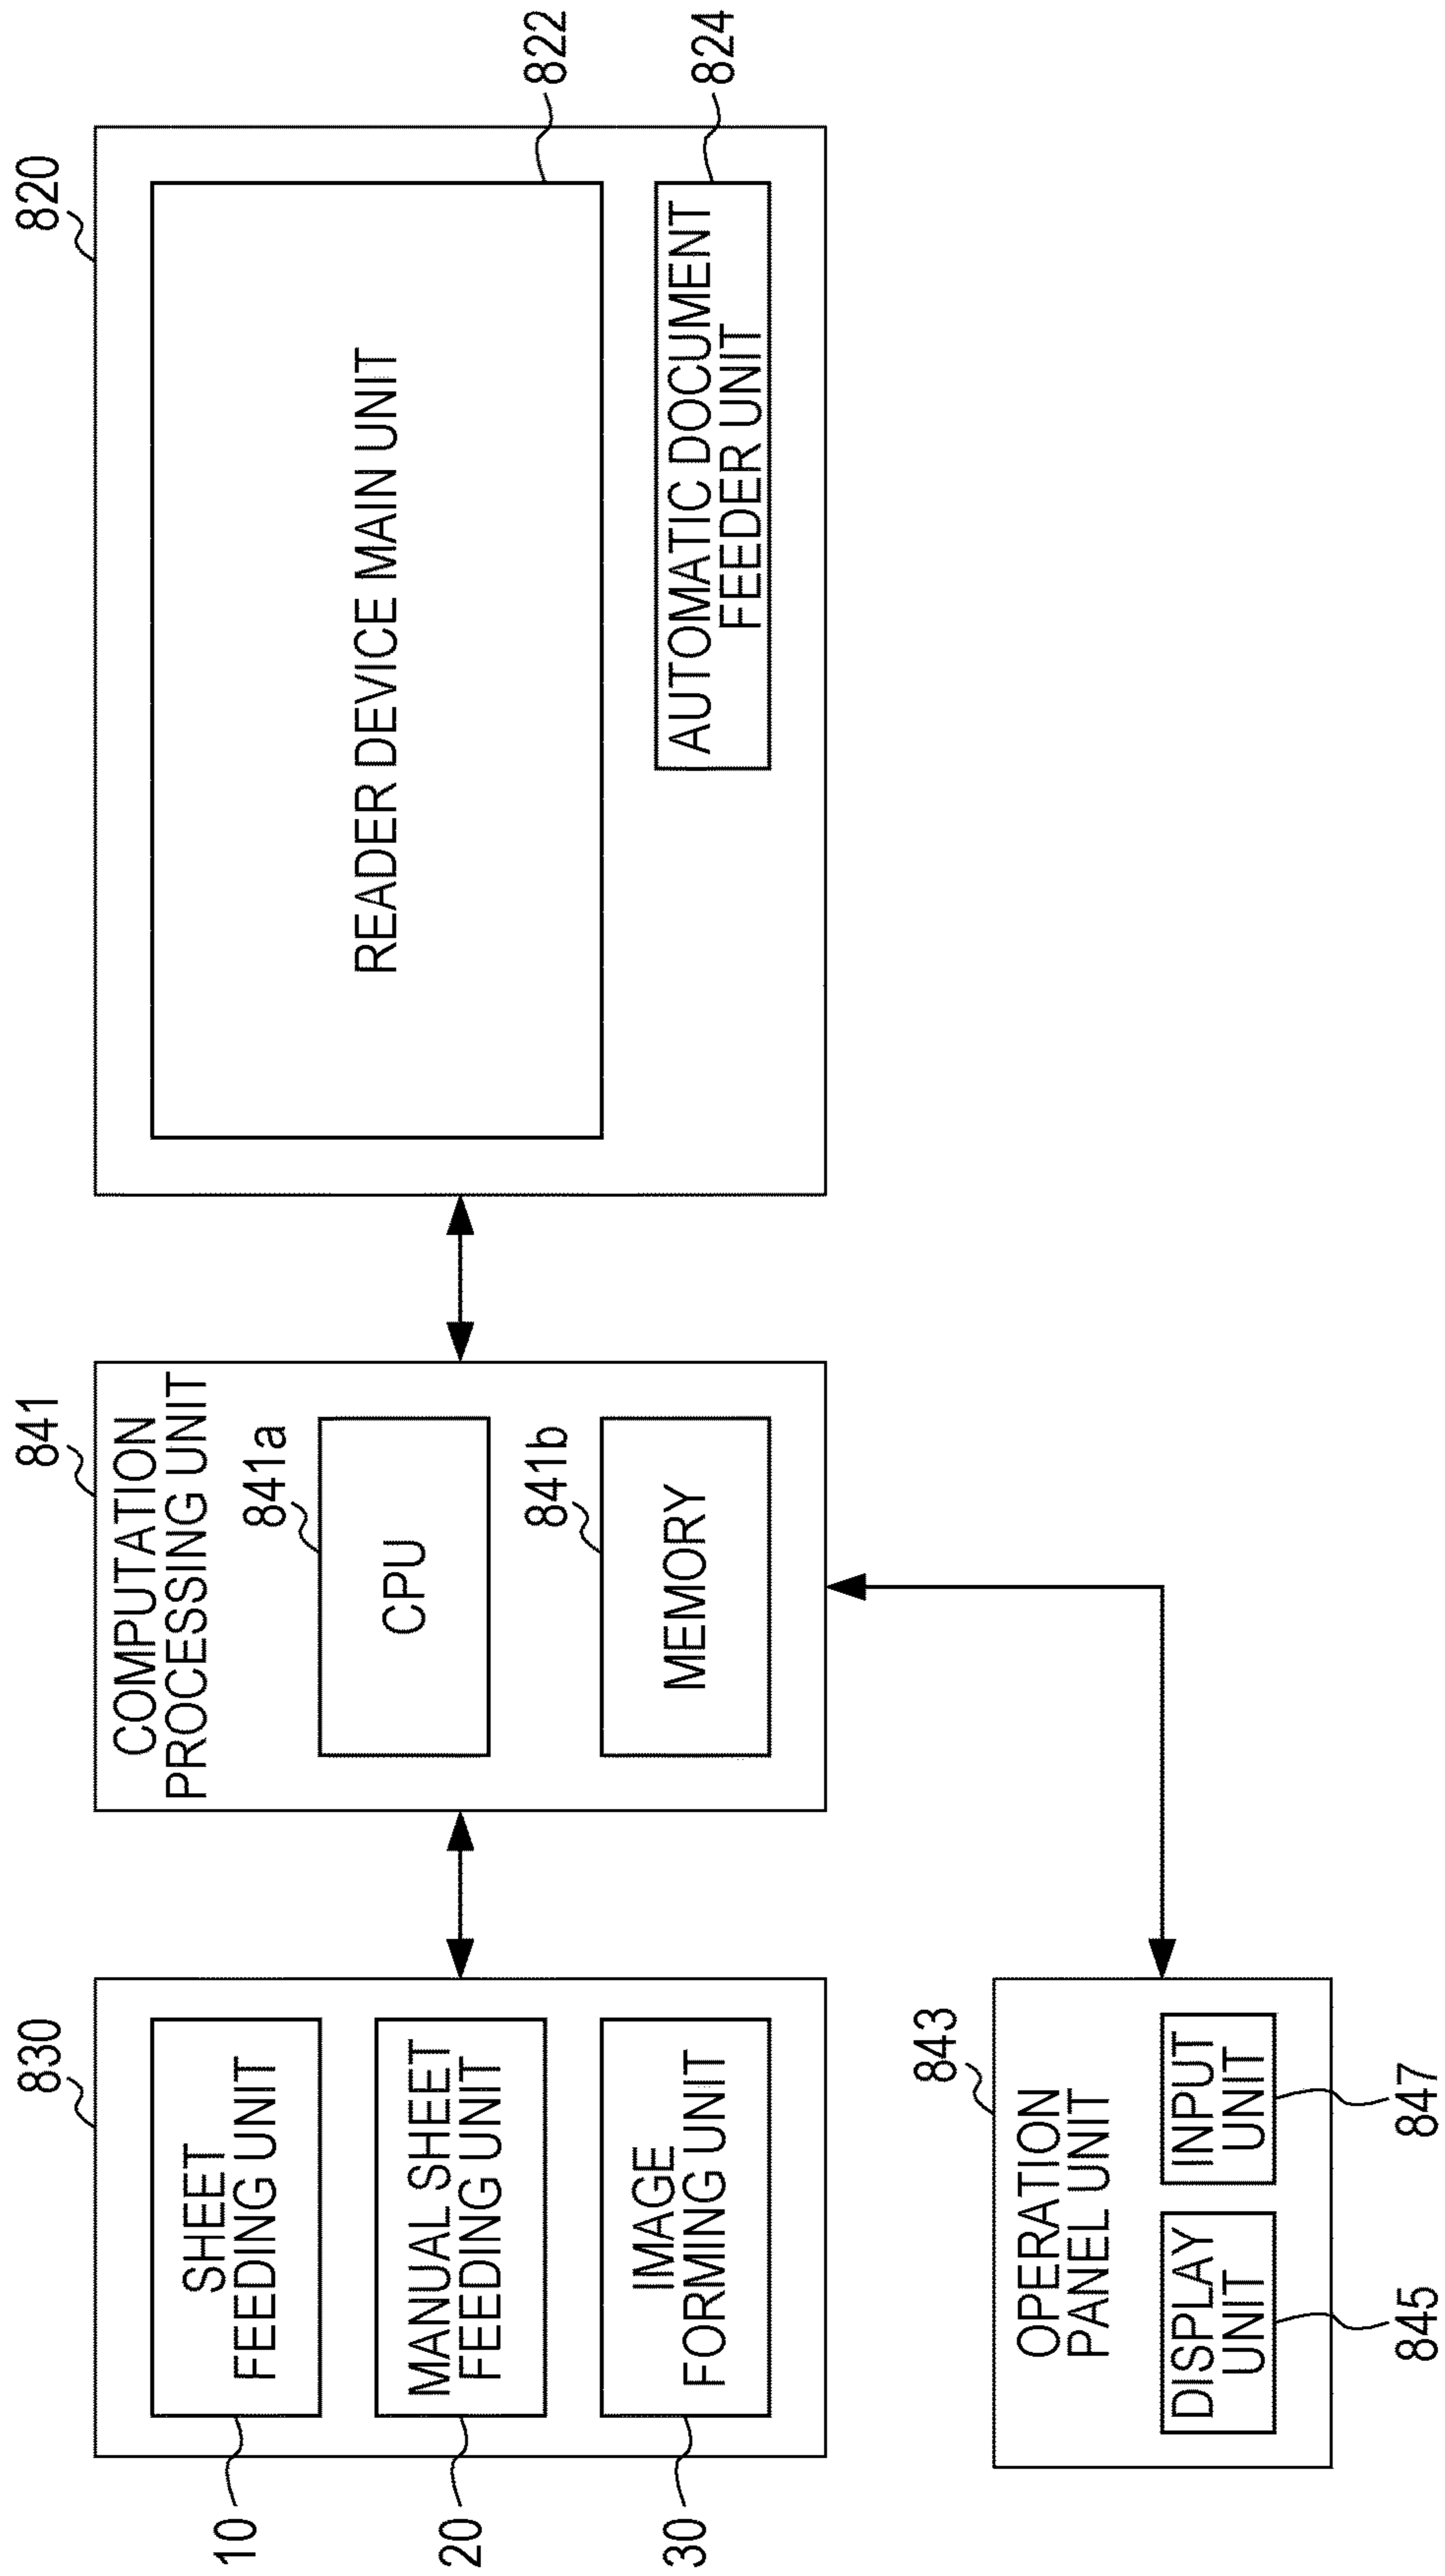 830
SHEET
FEEDING UNIT
10
MANUAL SHEET
FEEDING UNIT
20
IMAGE
FORMING UNIT
30
841
COMPUTATION
PROCESSING UNIT
841a
CPU
841b
MEMORY
820
READER DEVICE MAIN UNIT
822
AUTOMATIC DOCUMENT
FEEDER UNIT
824
843
OPERATION
PANEL UNIT
DISPLAY
UNIT
845
INPUT
UNIT
847